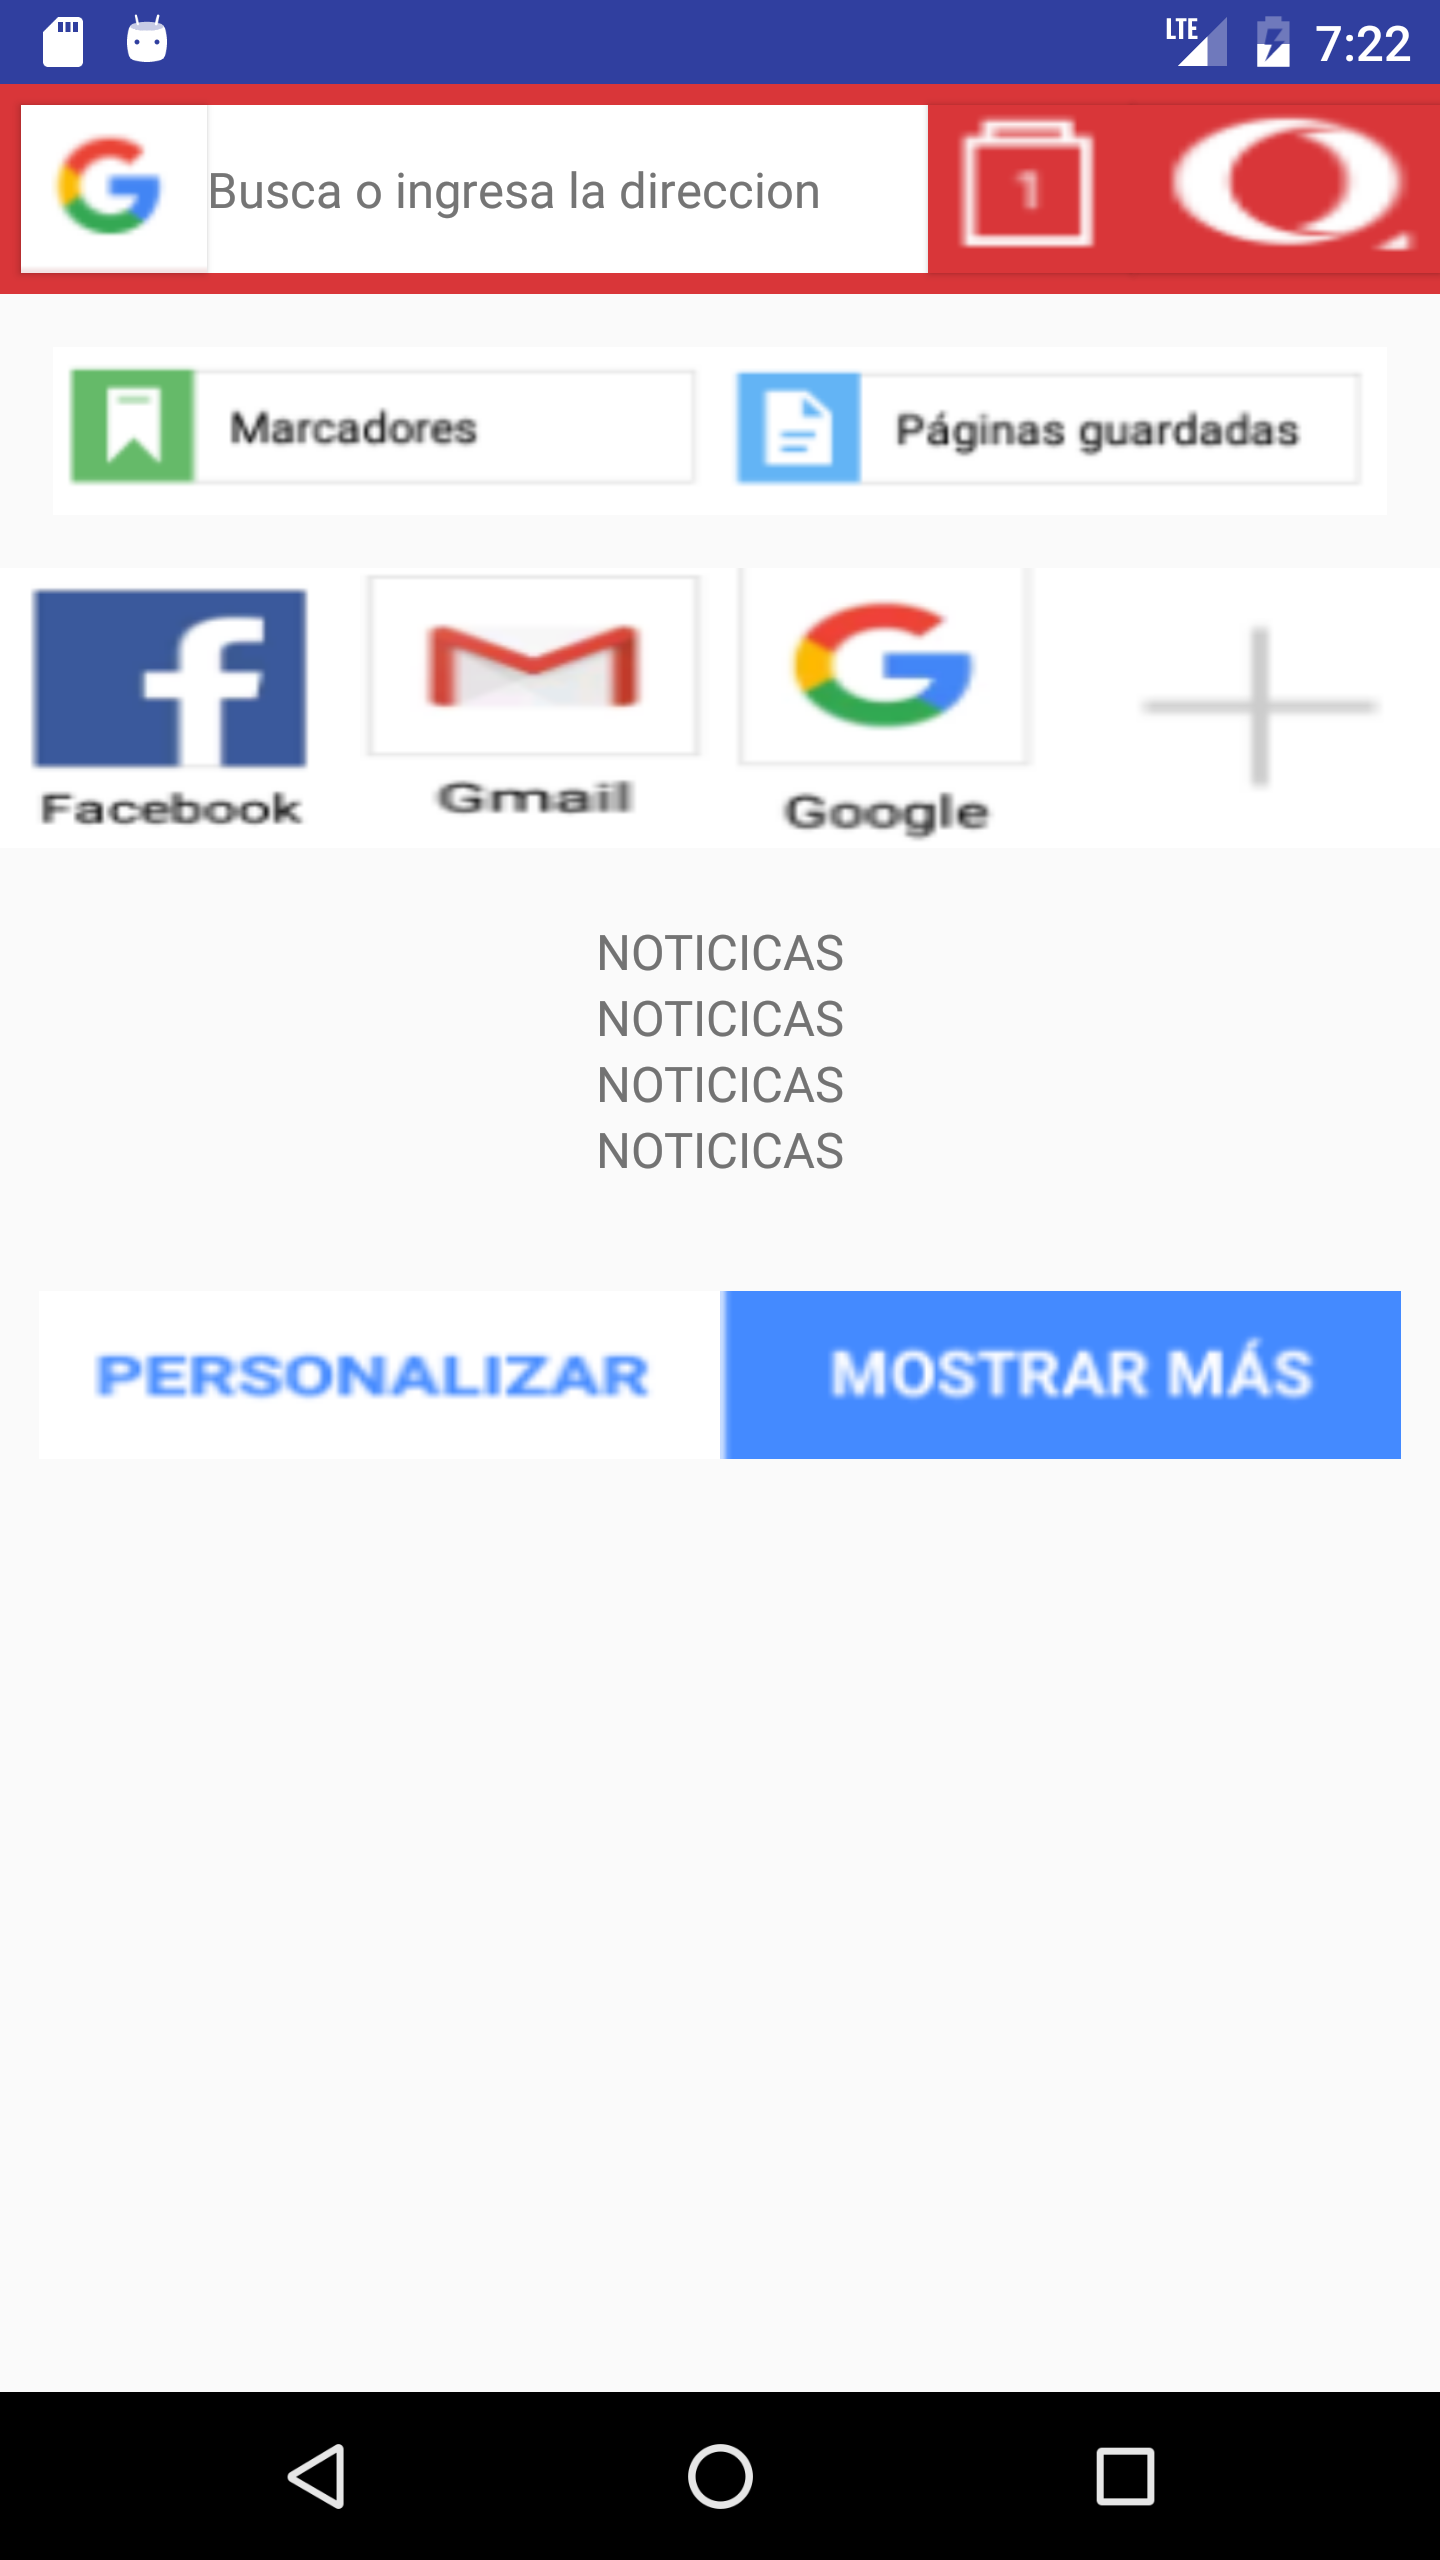 LTE 7:22
Busca o ingresa la direccion 1
Marcadores Páginas guardadas
Facebook Gmail Google
NOTICICAS
NOTICICAS
NOTICICAS
NOTICICAS
PERSONALIZAR MOSTRAR MÁS